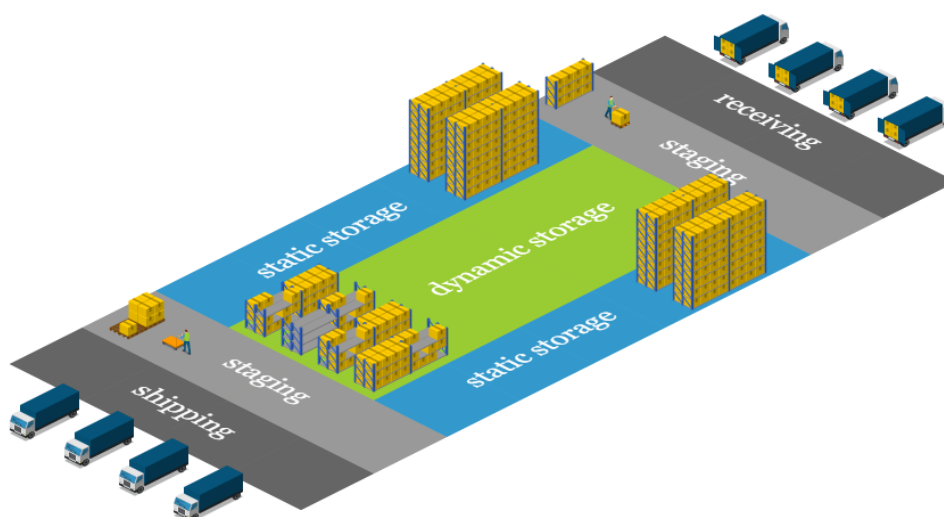 receiving
staging
static storage
dynamic storage
static storage
staging
shipping